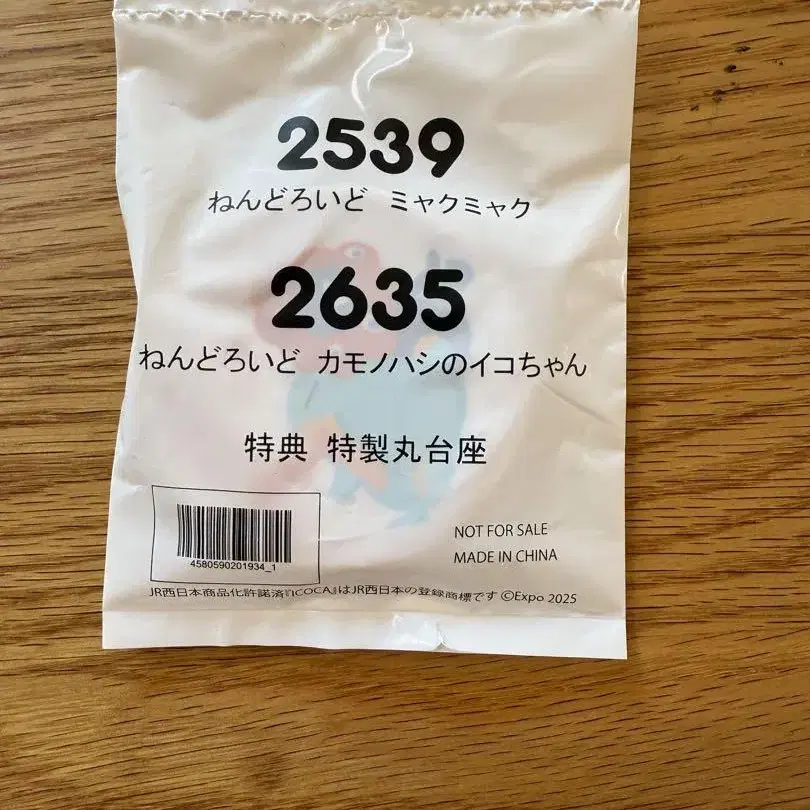 2539
ねんどろいど ミャクミャク
2635
ねんどろいど カモノハシのイコちゃん
特典 特製丸台座
4580590201934_1
NOT FOR SALE
MADE IN CHINA
JR西日本商品化許諾済『ICOCA』はJR西日本の登録商標です ©Expo 2025